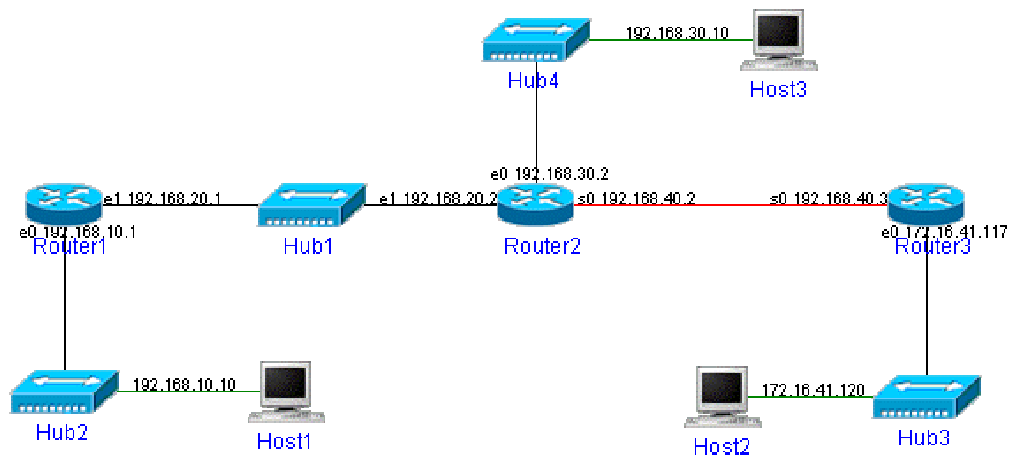 192.168.30.10
Hub4
Host3
e0 192.168.30.2
e1 192.168.20.1
e1 192.168.20.2
s0 192.168.40.2
s0 192.168.40.3
e0 192.168.10.1
Router1
Hub1
Router2
e0 172.16.41.117
Router3
192.168.10.10
172.16.41.120
Hub2
Host1
Host2
Hub3